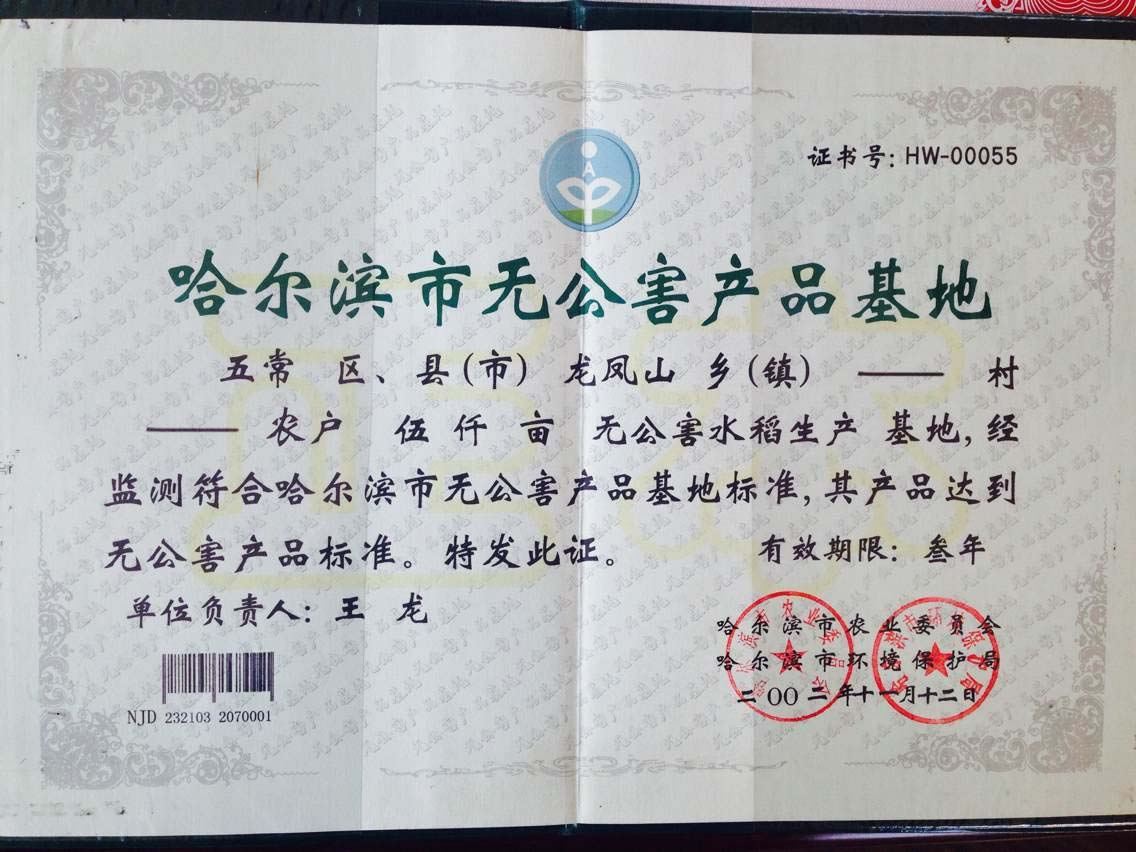 证书号：HW-00055
哈尔滨市无公害产品基地
五常 区、县(市) 龙凤山 乡(镇) —— 村
—— 农户 伍仟 亩 无公害水稻生产 基地，经
监测符合哈尔滨市无公害产品基地标准，其产品达到
无公害产品标准。特发此证。 有效期限：叁年
单位负责人：王 龙
哈尔滨市农业委员会
哈尔滨市环境保护局
二〇〇二年十一月十二日
NJD 232103 2070001